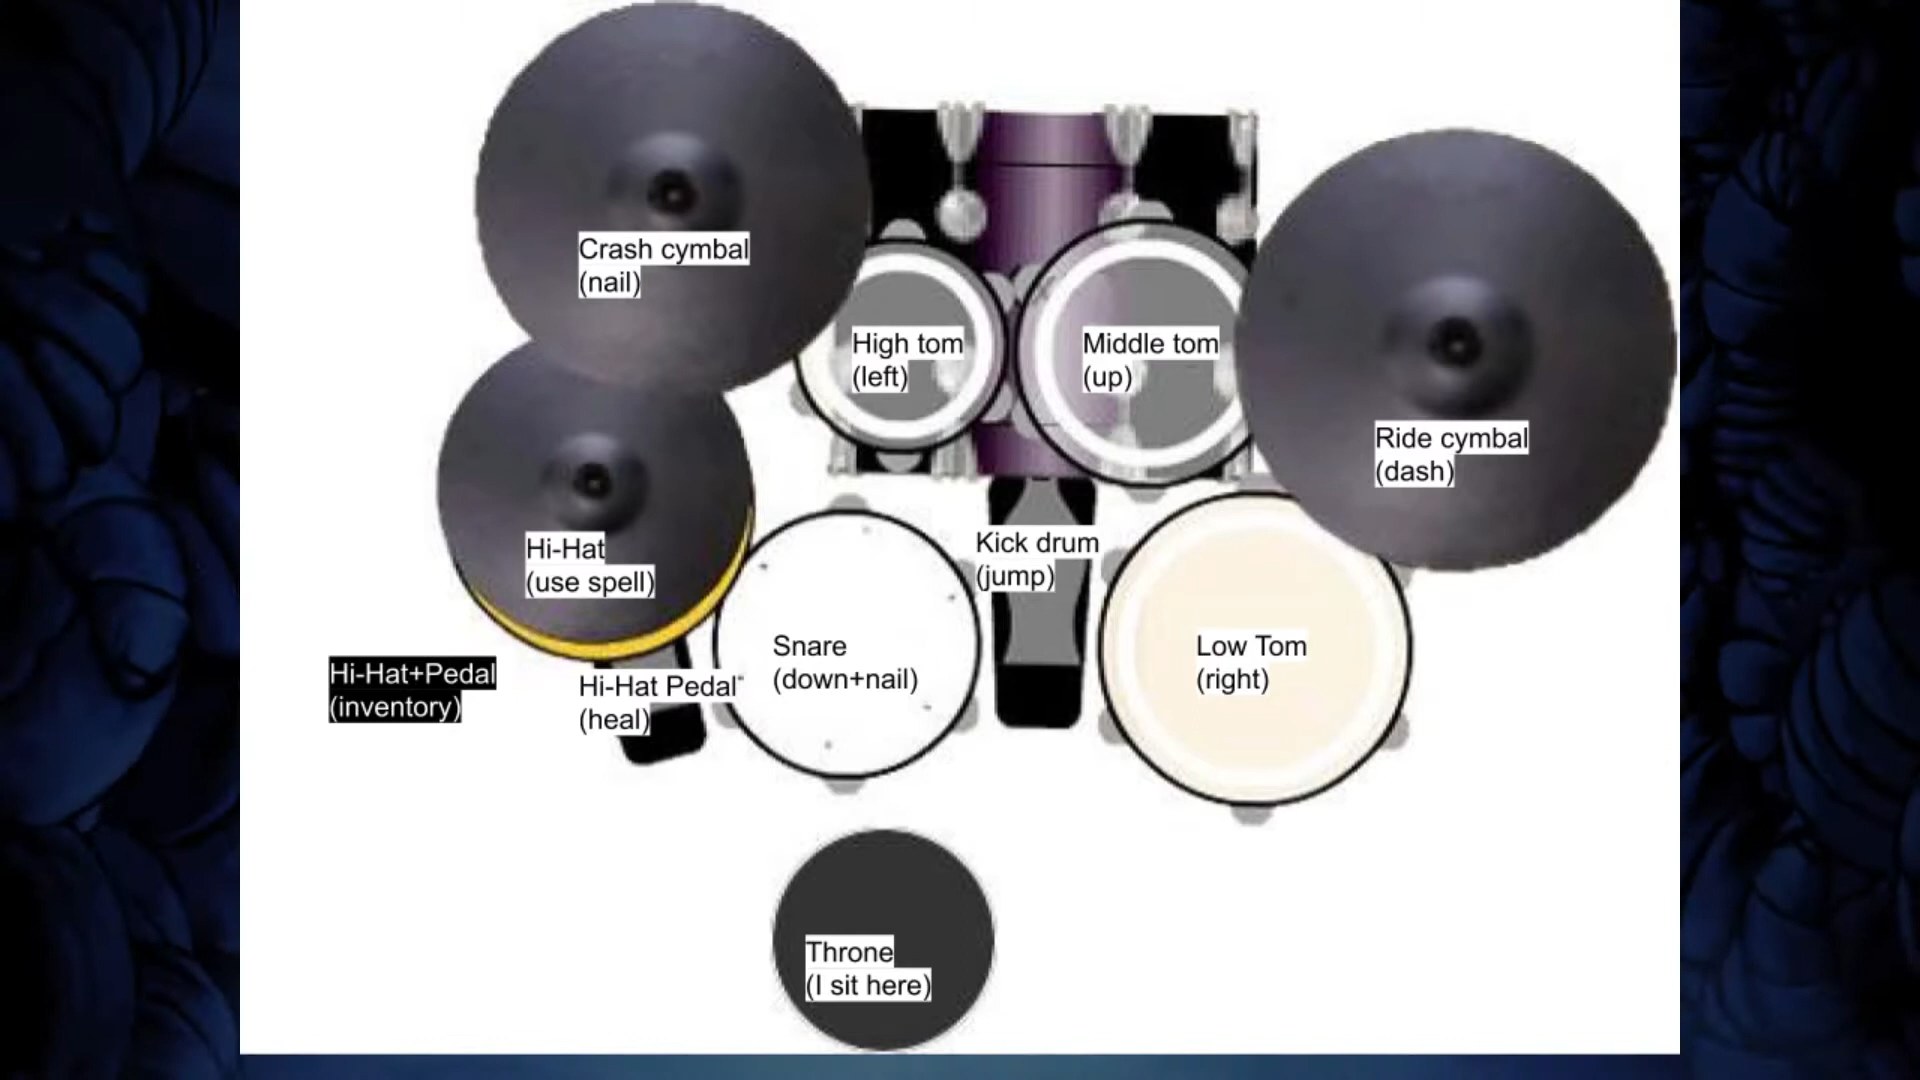 Crash cymbal
(nail)
High tom
(left)
Middle tom
(up)
Ride cymbal
(dash)
Hi-Hat
(use spell)
Kick drum
(jump)
Snare
(down+nail)
Low Tom
(right)
Hi-Hat+Pedal
(inventory)
Hi-Hat Pedal
(heal)
Throne
(I sit here)